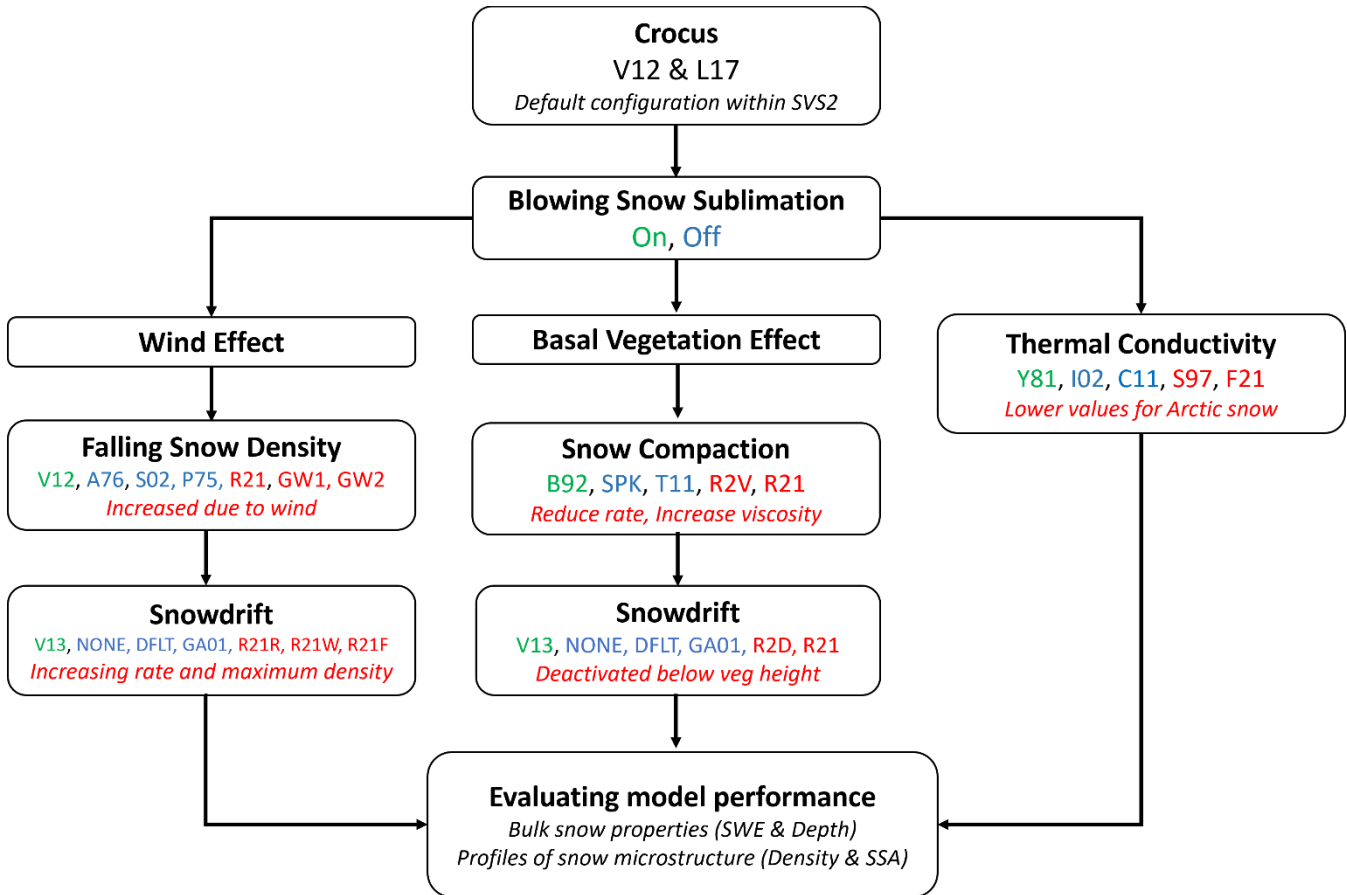 Crocus
V12 & L17
Default configuration within SVS2
Blowing Snow Sublimation
On, Off
Wind Effect
Falling Snow Density
V12, A76, S02, P75, R21, GW1, GW2
Increased due to wind
Snowdrift
V13, NONE, DFLT, GA01, R21R, R21W, R21F
Increasing rate and maximum density
Basal Vegetation Effect
Snow Compaction
B92, SPK, T11, R2V, R21
Reduce rate, Increase viscosity
Snowdrift
V13, NONE, DFLT, GA01, R2D, R21
Deactivated below veg height
Thermal Conductivity
Y81, I02, C11, S97, F21
Lower values for Arctic snow
Evaluating model performance
Bulk snow properties (SWE & Depth)
Profiles of snow microstructure (Density & SSA)